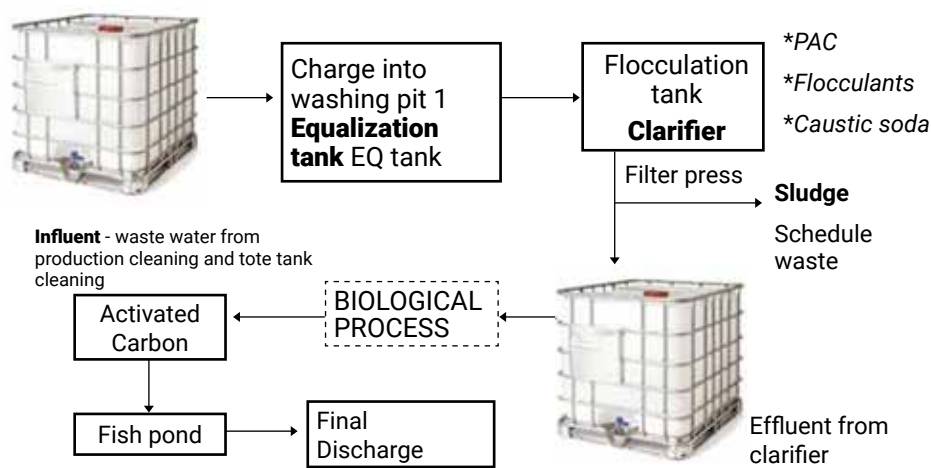 Charge into
washing pit 1
Equalization
tank EQ tank
Flocculation
tank
Clarifier
*PAC
*Flocculants
*Caustic soda
Filter press
Sludge
Schedule
waste
Influent - waste water from
production cleaning and tote tank
cleaning
BIOLOGICAL
PROCESS
Activated
Carbon
Fish pond
Final
Discharge
Effluent from
clarifier